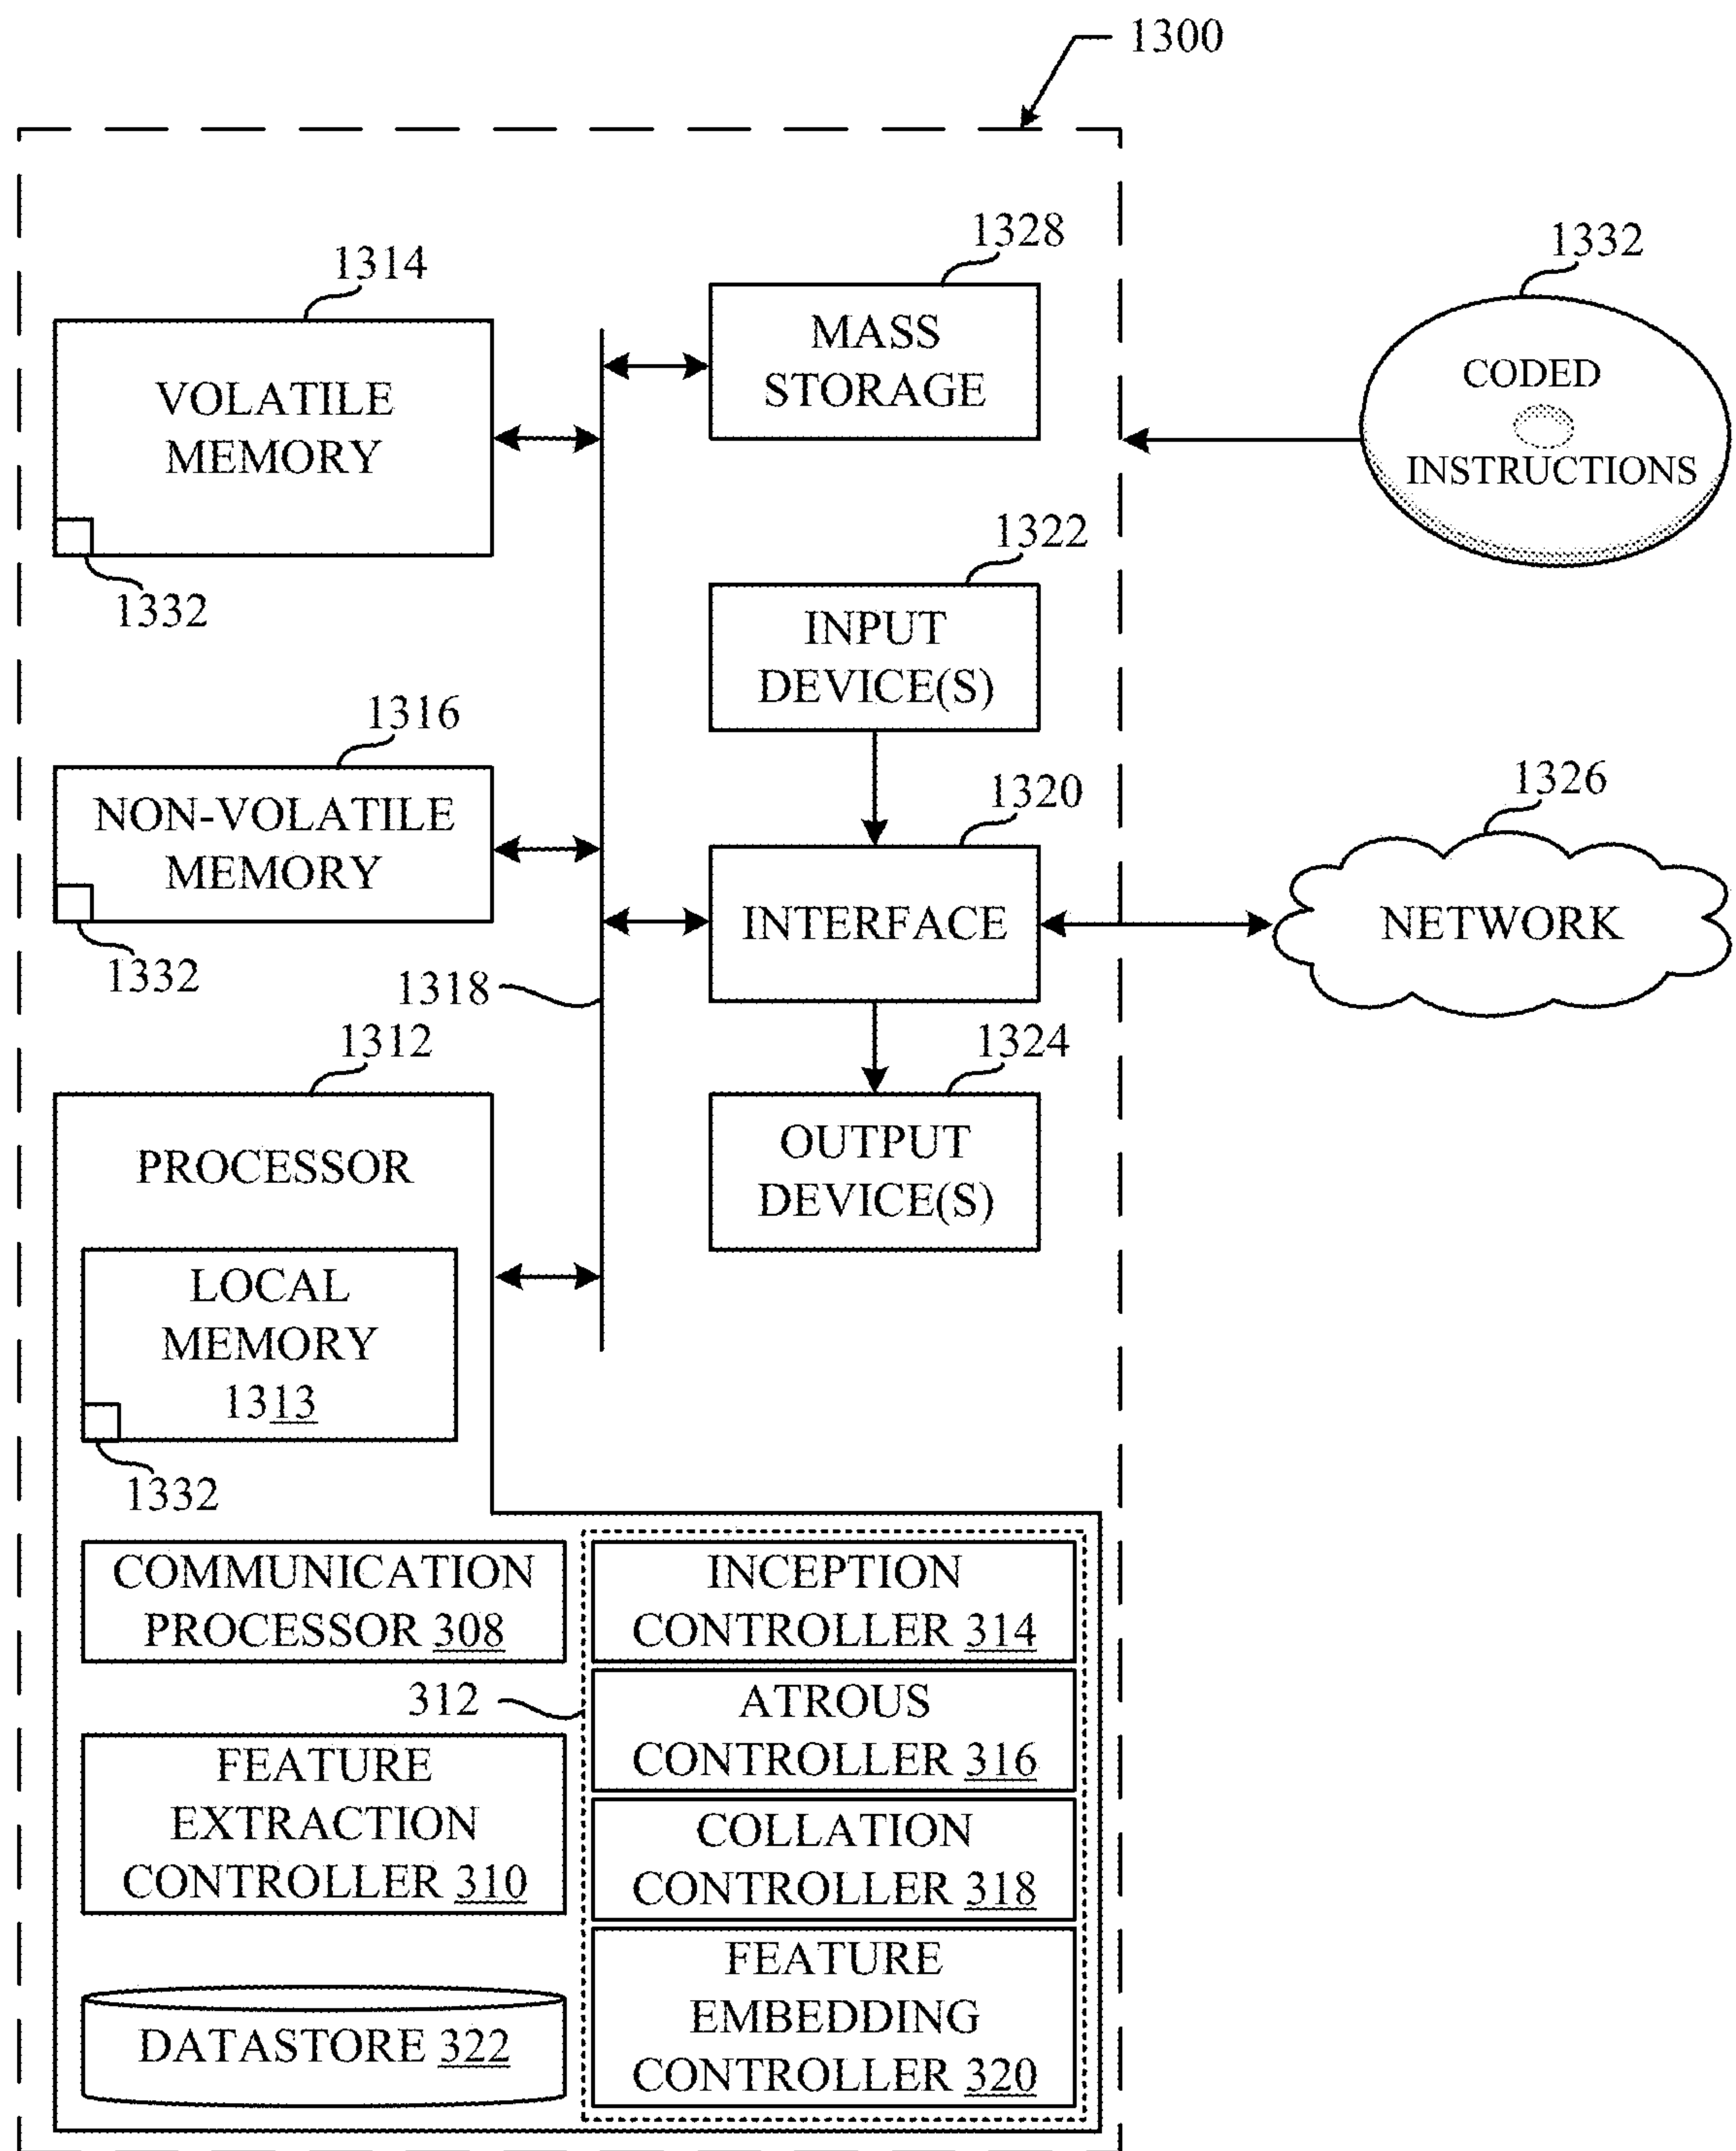 1300
1328
1332
1314
MASS
STORAGE
CODED
INSTRUCTIONS
VOLATILE
MEMORY
1332
1322
INPUT
DEVICE(S)
1316
NON-VOLATILE
MEMORY
1332
1320
1326
INTERFACE
NETWORK
1318
1312
1324
PROCESSOR
OUTPUT
DEVICE(S)
LOCAL
MEMORY
1313
1332
COMMUNICATION
PROCESSOR 308
INCEPTION
CONTROLLER 314
312
ATROUS
CONTROLLER 316
FEATURE
EXTRACTION
CONTROLLER 310
COLLATION
CONTROLLER 318
DATASTORE 322
FEATURE
EMBEDDING
CONTROLLER 320